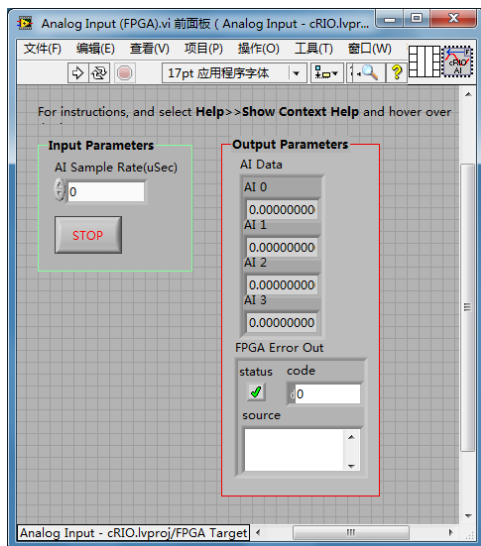 Analog Input (FPGA).vi 前面板 ( Analog Input - cRIO.lvpr...
文件(F) 编辑(E) 查看(V) 项目(P) 操作(O) 工具(T) 窗口(W)
17pt 应用程序字体
cRIO
AI
For instructions, and select Help>>Show Context Help and hover over
Input Parameters
AI Sample Rate(uSec)
0
STOP
Output Parameters
AI Data
AI 0
0.00000000
AI 1
0.00000000
AI 2
0.00000000
AI 3
0.00000000
FPGA Error Out
status code
d0
source
Analog Input - cRIO.lvproj/FPGA Target